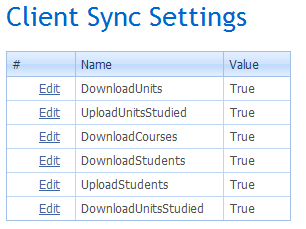 Client Sync Settings
# Name Value
Edit DownloadUnits True
Edit UploadUnitsStudied True
Edit DownloadCourses True
Edit DownloadStudents True
Edit UploadStudents True
Edit DownloadUnitsStudied True